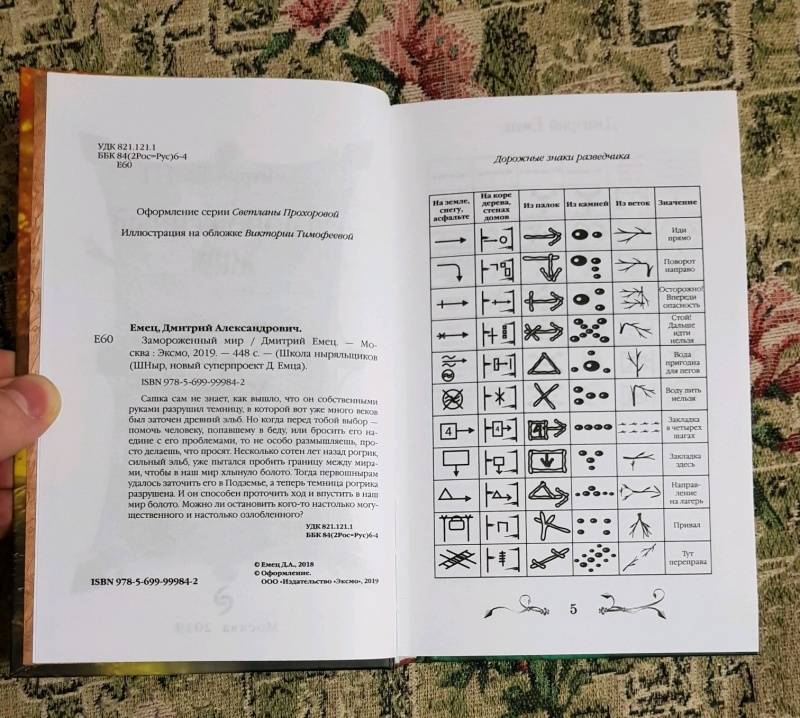 УДК 821.121.1
ББК 84(2Рос=Рус)6-4
Е60
Оформление серии Светланы Прохоровой
Иллюстрация на обложке Виктории Тимофеевой
Емец, Дмитрий Александрович.
Е60
Замороженный мир / Дмитрий Емец. — Мо-
сква : Эксмо, 2019. — 448 с. — (Школа ныряльщиков
(ШНыр, новый суперпроект Д. Емца).
ISBN 978-5-699-99984-2
Сашка сам не знает, как вышло, что он собственными
руками разрушил темницу, в которой вот уже много веков
был заточен древний эльб. Но когда перед тобой выбор —
помочь человеку, попавшему в беду, или бросить его на-
едине с его проблемами, то не особо размышляешь, про-
сто делаешь, что просят. Несколько сотен лет назад рогрик,
сильный эльб, уже пытался пробить границу между мира-
ми, чтобы в наш мир хлынуло болото. Тогда первошнырам
удалось заточить его в Подземье, а теперь темница рогрика
разрушена. И он способен проточить ход и впустить в наш
мир болото. Можно ли остановить кого-то настолько могу-
щественного и настолько озлобленного?
УДК 821.121.1
ББК 84(2Рос=Рус)6-4
© Емец Д.А., 2018
© Оформление.
ISBN 978-5-699-99984-2
ООО «Издательство «Эксмо», 2019
Дорожные знаки разведчика
На земле,
снегу,
асфальте
На коре
дерева,
стенах
домов
Из палок
Из камней
Из веток
Значение
Иди
прямо
Поворот
направо
Осторожно!
Впереди
опасность
Стой!
Дальше
идти
нельзя
Вода
пригодна
для пегов
Воду пить
нельзя
4
4
4
Закладка
в четырех
шагах
Закладка
здесь
Направ-
ление
на лагерь
Привал
Тут
переправа
5